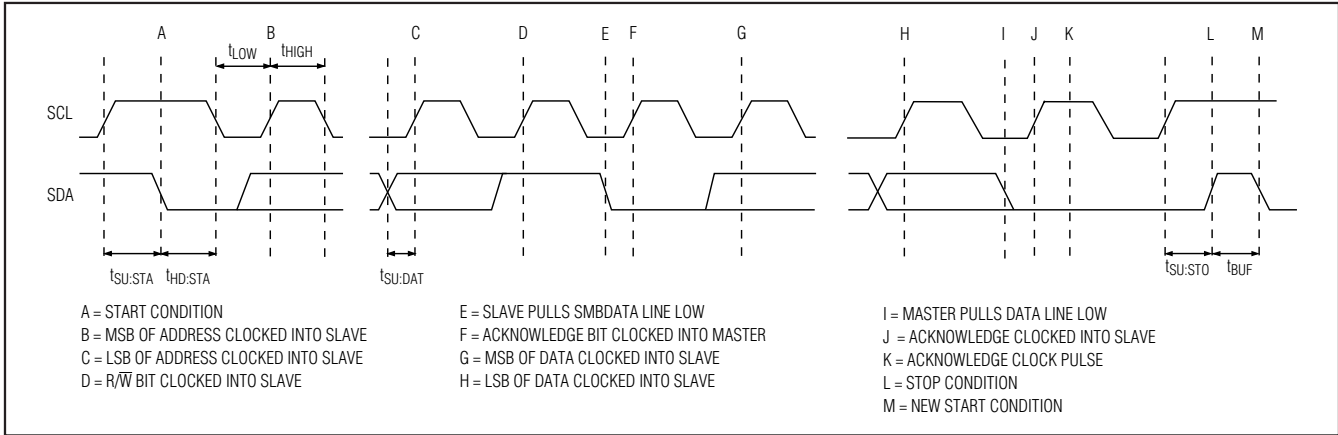 A B C D E F G H I J K L M
tLOW tHIGH
SCL
SDA
tSU:STA tHD:STA tSU:DAT tSU:STO tBUF
A = START CONDITION
B = MSB OF ADDRESS CLOCKED INTO SLAVE
C = LSB OF ADDRESS CLOCKED INTO SLAVE
D = R/W̅ BIT CLOCKED INTO SLAVE
E = SLAVE PULLS SMBDATA LINE LOW
F = ACKNOWLEDGE BIT CLOCKED INTO MASTER
G = MSB OF DATA CLOCKED INTO SLAVE
H = LSB OF DATA CLOCKED INTO SLAVE
I = MASTER PULLS DATA LINE LOW
J = ACKNOWLEDGE CLOCKED INTO SLAVE
K = ACKNOWLEDGE CLOCK PULSE
L = STOP CONDITION
M = NEW START CONDITION